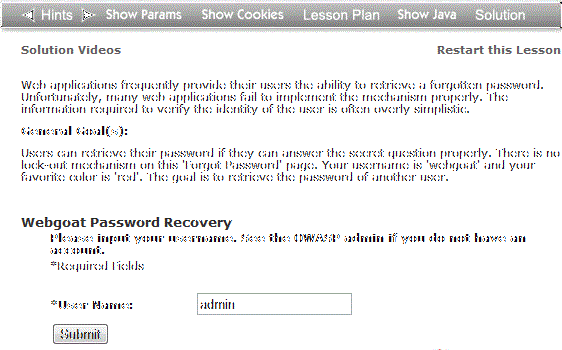 Hints Show Params Show Cookies Lesson Plan Show Java Solution
Solution Videos Restart this Lesson
Web applications frequently provide their users the ability to retrieve a forgotten password.
Unfortunately, many web applications fail to implement the mechanism properly. The
information required to verify the identity of the user is often overly simplistic.
General Goal(s):
Users can retrieve their password if they can answer the secret question properly. There is no
lock-out mechanism on this 'Forgot Password' page. Your username is 'webgoat' and your
favorite color is 'red'. The goal is to retrieve the password of another user.
Webgoat Password Recovery
Please input your username. See the OWASP admin if you do not have an
account.
*Required Fields
*User Name: admin
Submit